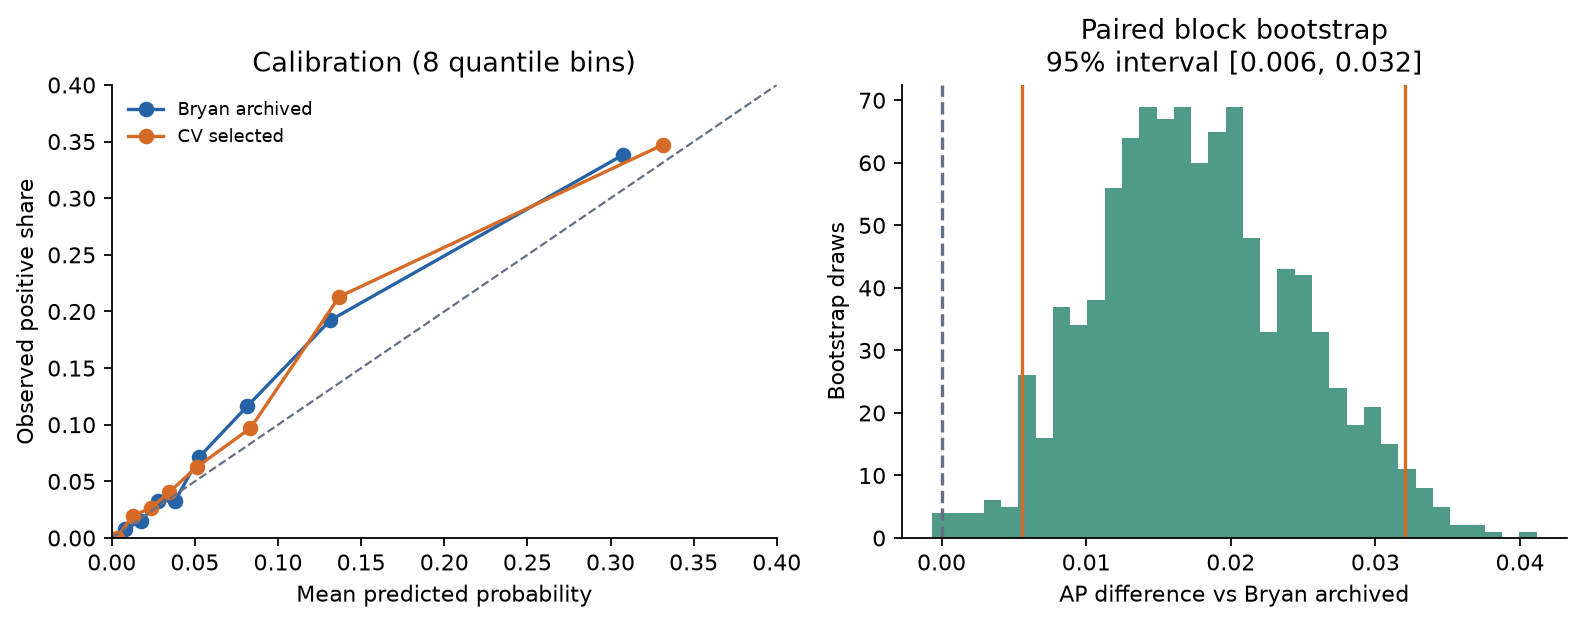 Calibration (8 quantile bins)
Bryan archived
CV selected
0.40
0.35
0.30
0.25
0.20
0.15
0.10
0.05
0.00
Observed positive share
0.00 0.05 0.10 0.15 0.20 0.25 0.30 0.35 0.40
Mean predicted probability
Paired block bootstrap
95% interval [0.006, 0.032]
70
60
50
40
30
20
10
0
Bootstrap draws
0.00 0.01 0.02 0.03 0.04
AP difference vs Bryan archived